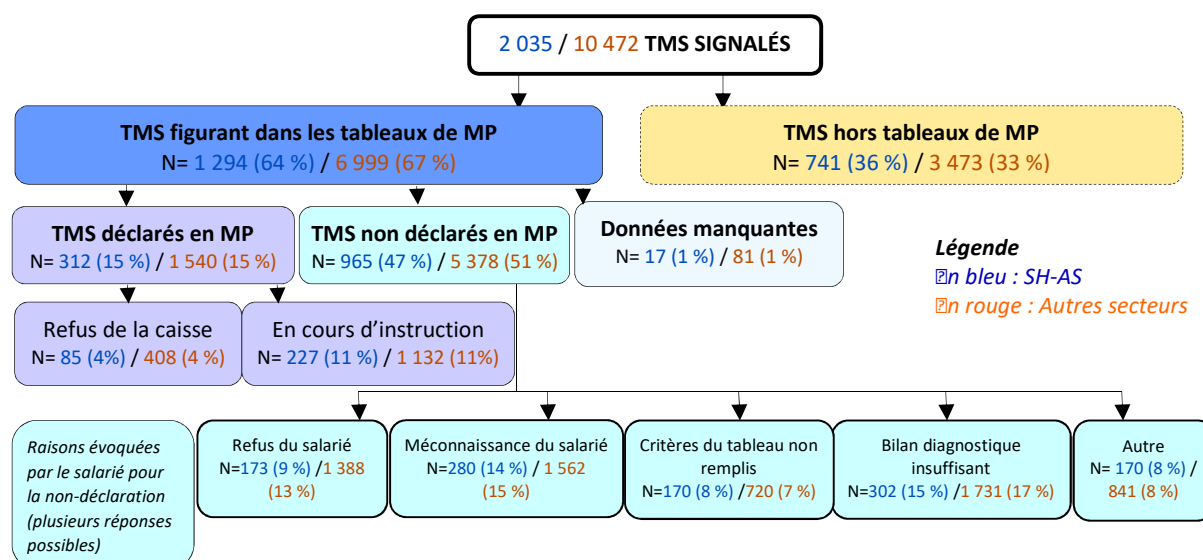 2 035 / 10 472 TMS SIGNALÉS
TMS figurant dans les tableaux de MP
N= 1 294 (64 %) / 6 999 (67 %)
TMS hors tableaux de MP
N= 741 (36 %) / 3 473 (33 %)
TMS déclarés en MP
N= 312 (15 %) / 1 540 (15 %)
TMS non déclarés en MP
N= 965 (47 %) / 5 378 (51 %)
Données manquantes
N= 17 (1 %) / 81 (1 %)
Légende
n bleu : SH-AS
n rouge : Autres secteurs
Refus de la caisse
N= 85 (4%) / 408 (4 %)
En cours d’instruction
N= 227 (11 %) / 1 132 (11%)
Raisons évoquées
par le salarié pour
la non-déclaration
(plusieurs réponses
possibles)
Refus du salarié
N=173 (9 %) /1 388
(13 %)
Méconnaissance du salarié
N=280 (14 %) / 1 562
(15 %)
Critères du tableau non
remplis
N=170 (8 %) /720 (7 %)
Bilan diagnostique
insuffisant
N=302 (15 %) /1 731 (17 %)
Autre
N= 170 (8 %) /
841 (8 %)